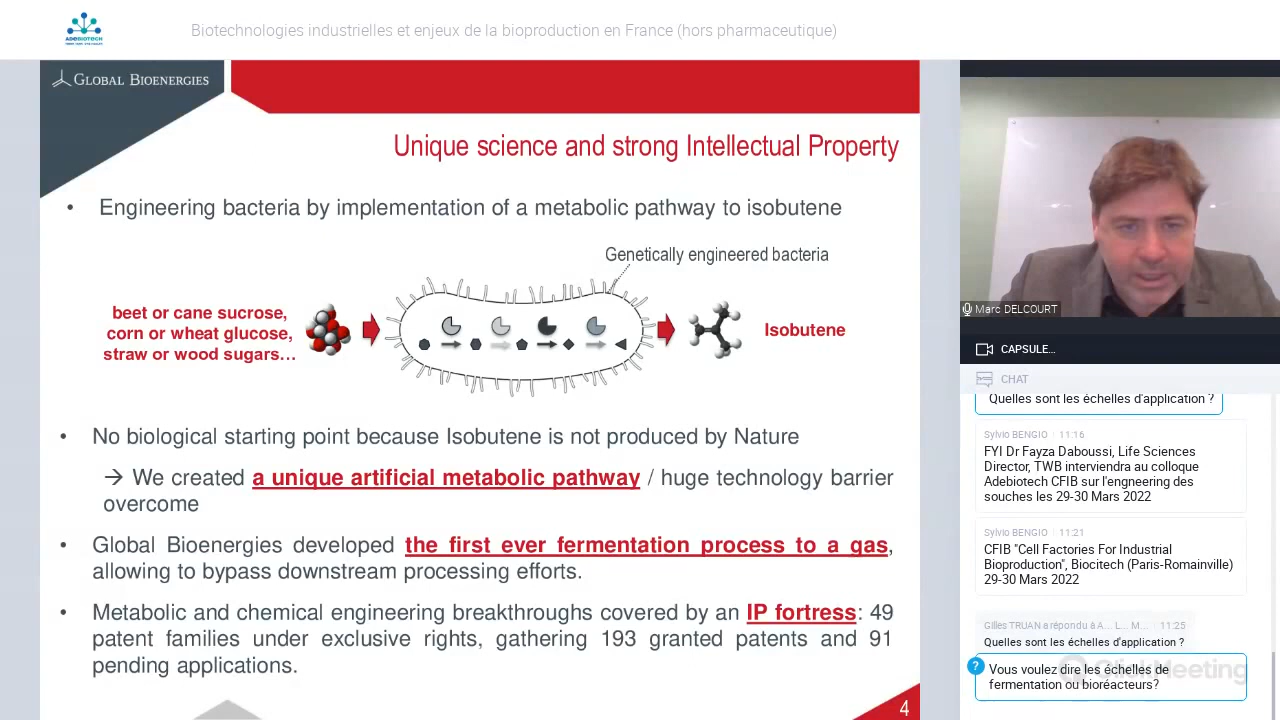 ADEBIOTECH
Biotechnologies industrielles et enjeux de la bioproduction en France (hors pharmaceutique)
GLOBAL BIOENERGIES
Unique science and strong Intellectual Property
• Engineering bacteria by implementation of a metabolic pathway to isobutene
Genetically engineered bacteria
beet or cane sucrose,
corn or wheat glucose,
straw or wood sugars…
Isobutene
• No biological starting point because Isobutene is not produced by Nature
→ We created a unique artificial metabolic pathway / huge technology barrier
overcome
• Global Bioenergies developed the first ever fermentation process to a gas,
allowing to bypass downstream processing efforts.
• Metabolic and chemical engineering breakthroughs covered by an IP fortress: 49
patent families under exclusive rights, gathering 193 granted patents and 91
pending applications.
4
Marc DELCOURT
CAPSULE…
CHAT
Quelles sont les échelles d'application ?
Sylvio BENGIO 11:16
FYI Dr Fayza Daboussi, Life Sciences
Director, TWB interviendra au colloque
Adebiotech CFIB sur l'engneering des
souches les 29-30 Mars 2022
Sylvio BENGIO 11:21
CFIB "Cell Factories For Industrial
Bioproduction", Biocitech (Paris-Romainville)
29-30 Mars 2022
Gilles TRUAN a répondu à A... L... M... 11:25
Quelles sont les échelles d'application ?
? Vous voulez dire les échelles de
fermentation ou bioréacteurs?
ClickMeeting